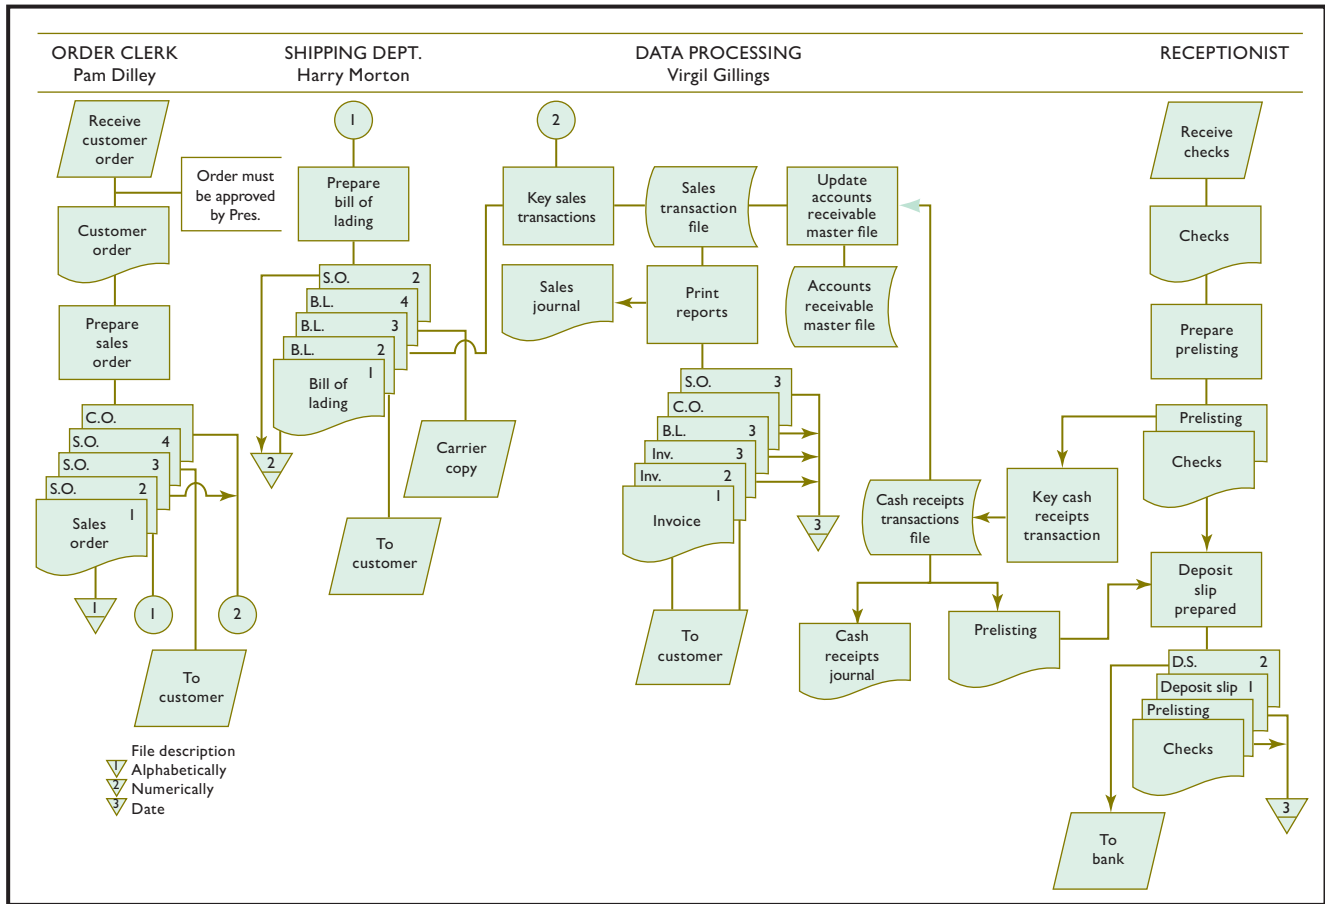 ORDER CLERK
Pam Dilley
SHIPPING DEPT.
Harry Morton
DATA PROCESSING
Virgil Gillings
RECEPTIONIST
Receive
customer
order
Order must
be approved
by Pres.
Customer
order
Prepare
sales
order
C.O.
S.O. 4
S.O. 3
S.O. 2
1
Sales
order
1
1
2
To
customer
File description
1 Alphabetically
2 Numerically
3 Date
1
Prepare
bill of
lading
S.O. 2
B.L. 4
B.L. 3
B.L. 2
1
Bill of
lading
2
Carrier
copy
To
customer
2
Key sales
transactions
Sales
transaction
file
Update
accounts
receivable
master file
Sales
journal
Print
reports
Accounts
receivable
master file
S.O. 3
C.O.
B.L. 3
Inv. 3
Inv. 2
1
Invoice
3
To
customer
Cash receipts
transactions
file
Key cash
receipts
transaction
Cash
receipts
journal
Prelisting
Receive
checks
Checks
Prepare
prelisting
Prelisting
Checks
Deposit
slip
prepared
D.S. 2
Deposit slip 1
Prelisting
Checks
3
To
bank